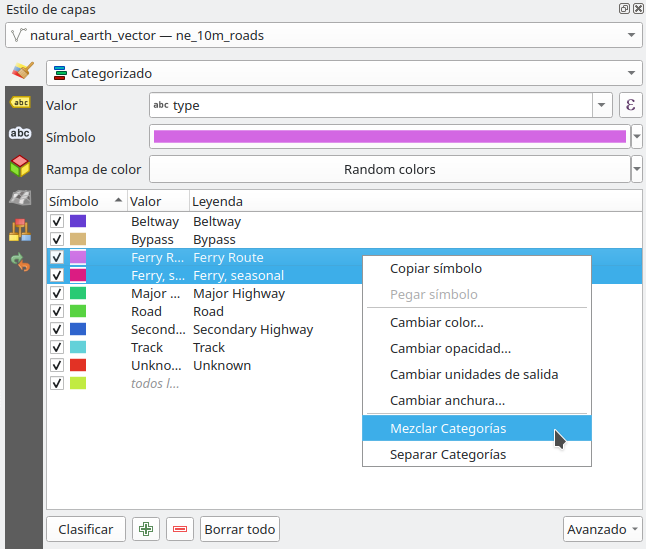 Estilo de capas
natural_earth_vector — ne_10m_roads
Categorizado
abc
Valor
abc type
ε
abc
Símbolo
Rampa de color
Random colors
Símbolo Valor Leyenda
Beltway Beltway
Bypass Bypass
Ferry R... Ferry Route
Ferry, s... Ferry, seasonal
Major ... Major Highway
Road Road
Second... Secondary Highway
Track Track
Unkno... Unknown
todos l...
Copiar símbolo
Pegar símbolo
Cambiar color...
Cambiar opacidad...
Cambiar unidades de salida
Cambiar anchura...
Mezclar Categorías
Separar Categorías
Clasificar
Borrar todo
Avanzado